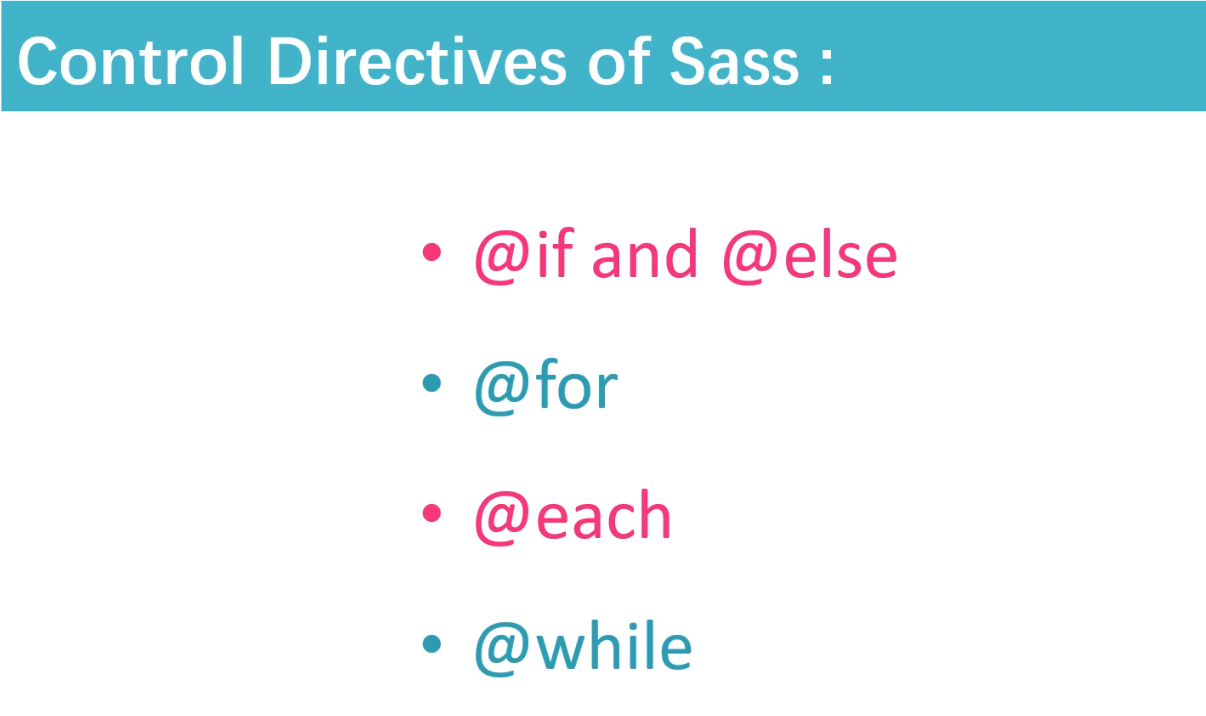 Control Directives of Sass :
• @if and @else
• @for
• @each
• @while